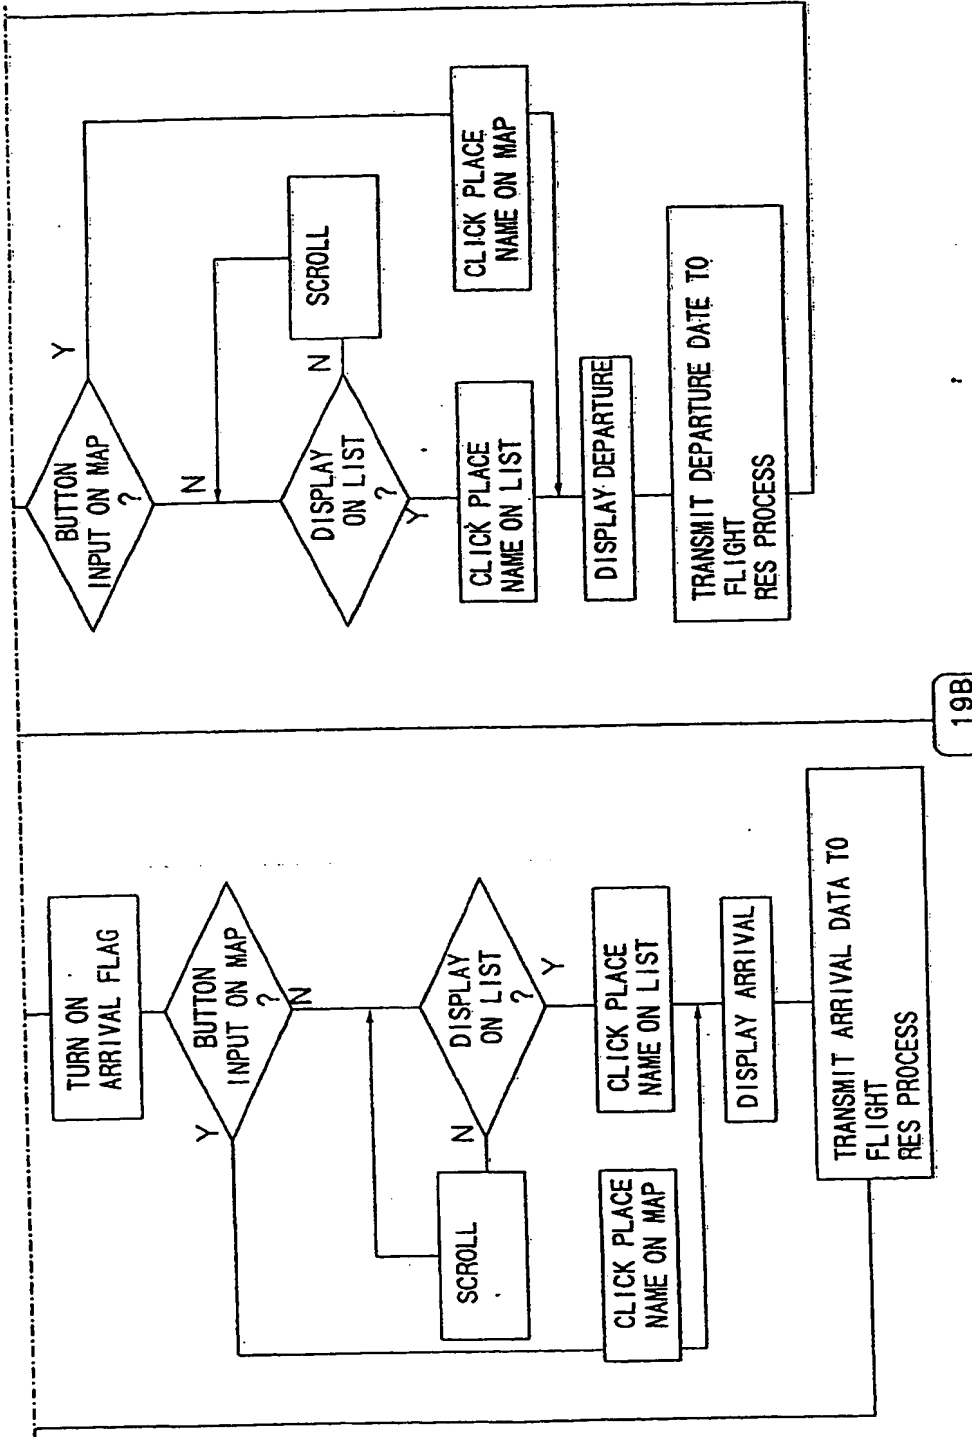 TURN ON
ARRIVAL FLAG
BUTTON
INPUT ON MAP
?
Y
N
DISPLAY
ON LIST
?
N
Y
SCROLL
CLICK PLACE
NAME ON MAP
CLICK PLACE
NAME ON LIST
DISPLAY ARRIVAL
TRANSMIT ARRIVAL DATA TO
FLIGHT
RES PROCESS
19B
BUTTON
INPUT ON MAP
?
Y
N
SCROLL
DISPLAY
ON LIST
?
N
Y
CLICK PLACE
NAME ON LIST
CLICK PLACE
NAME ON MAP
DISPLAY DEPARTURE
TRANSMIT DEPARTURE DATE TO
FLIGHT
RES PROCESS